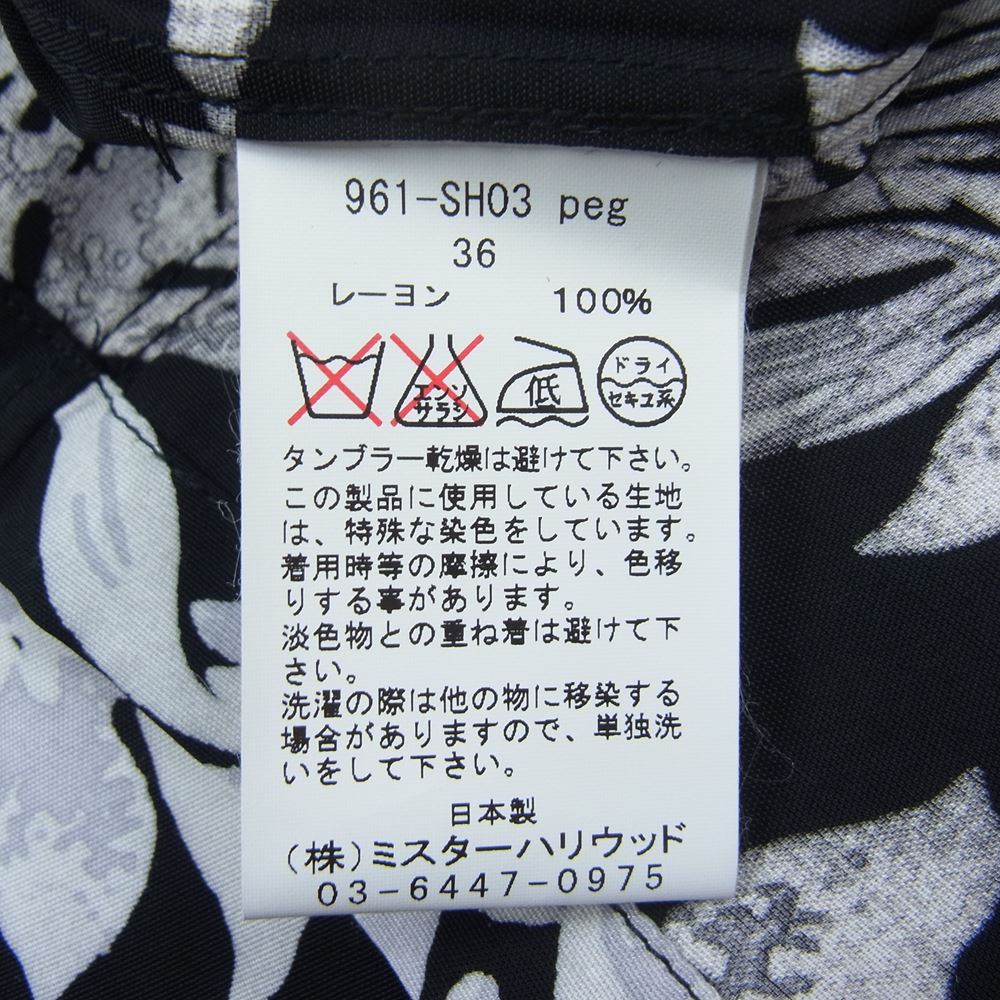 961-SH03 peg
36
レーヨン 100%
エンソ サラシ 低 ドライ セキユ系
タンブラー乾燥は避けて下さい。
この製品に使用している生地
は、特殊な染色をしています。
着用時等の摩擦により、色移
りする事があります。
淡色物との重ね着は避けて下
さい。
洗濯の際は他の物に移染する
場合がありますので、単独洗
いをして下さい。
日本製
(株)ミスターハリウッド
03-6447-0975